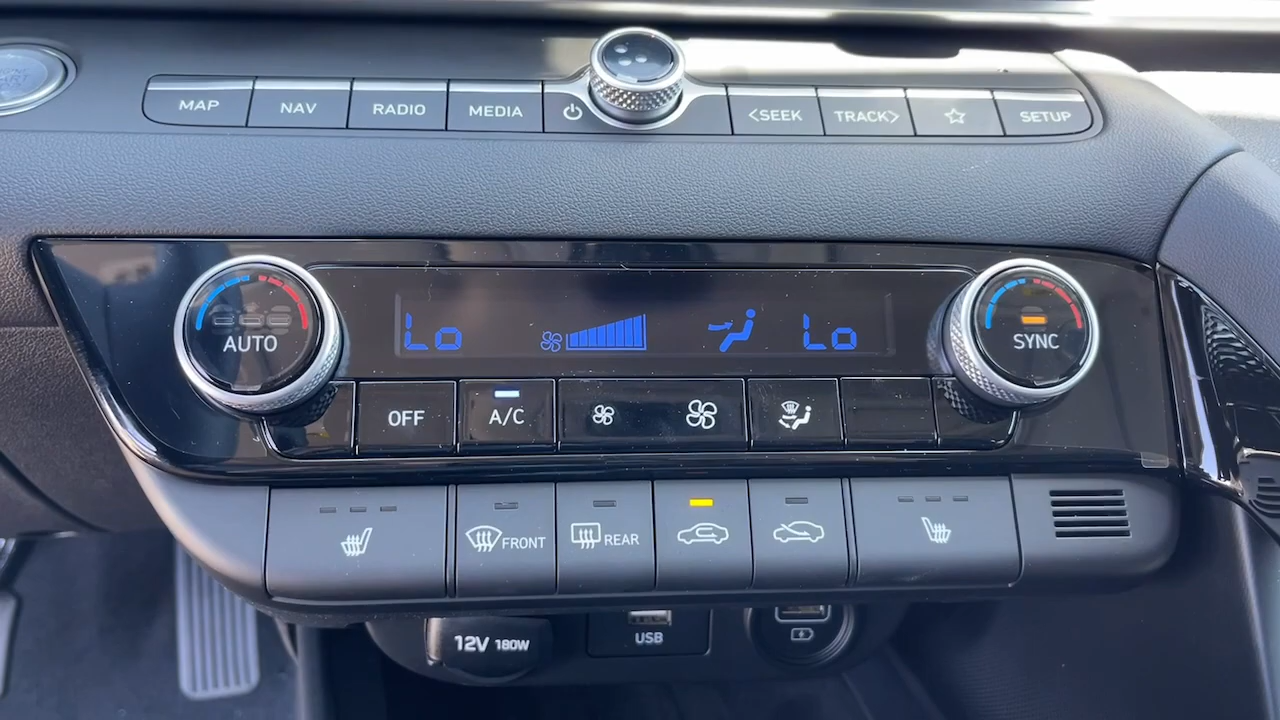 MAP NAV RADIO MEDIA <SEEK TRACK> SETUP
Lo Lo
AUTO SYNC
OFF A/C
FRONT REAR
12V 180W USB